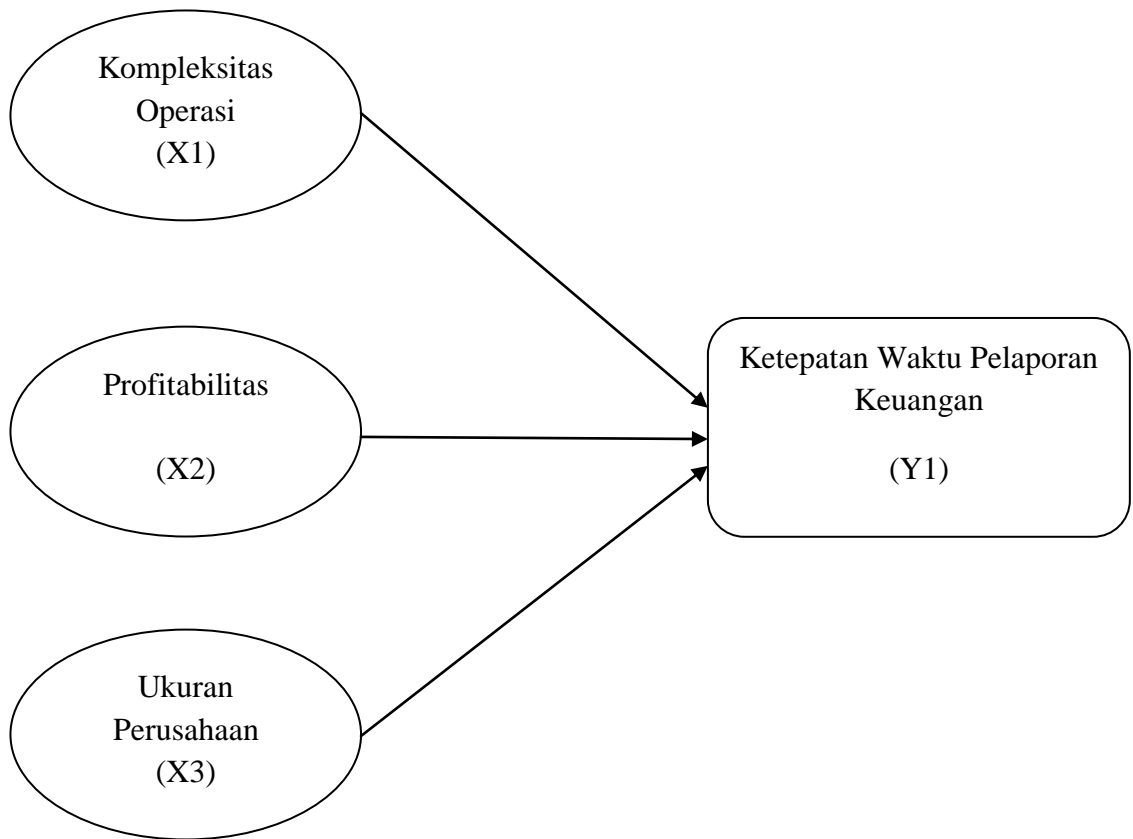 Kompleksitas
Operasi
(X1)
Profitabilitas
(X2)
Ukuran
Perusahaan
(X3)
Ketepatan Waktu Pelaporan
Keuangan
(Y1)